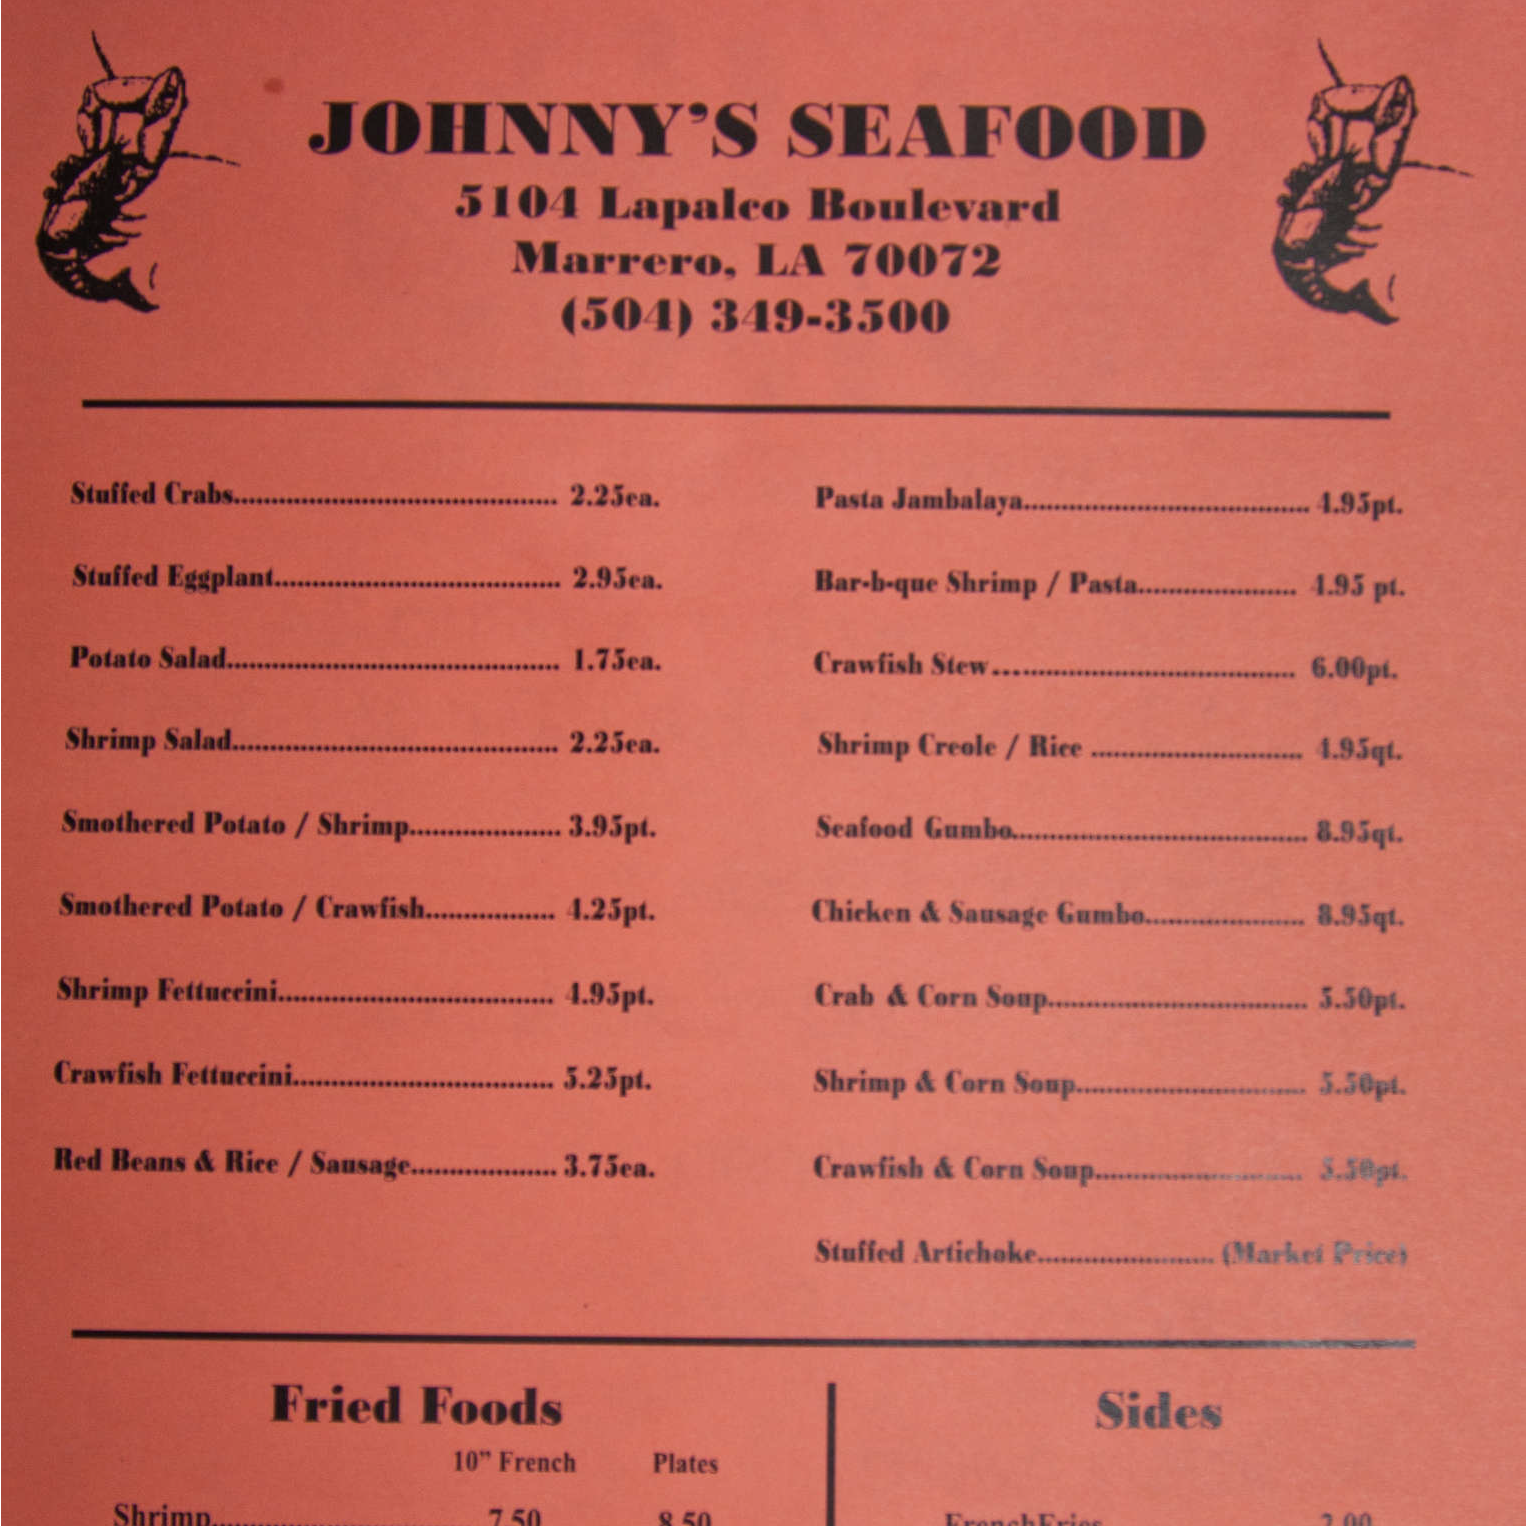 JOHNNY'S SEAFOOD
5104 Lapalco Boulevard
Marrero, LA 70072
(504) 349-3500
Stuffed Crabs........................................... 2.25ea.
Stuffed Eggplant...................................... 2.95ea.
Potato Salad............................................ 1.75ea.
Shrimp Salad........................................... 2.25ea.
Smothered Potato / Shrimp.................... 3.95pt.
Smothered Potato / Crawfish................. 4.25pt.
Shrimp Fettuccini..................................... 4.95pt.
Crawfish Fettuccini................................... 5.25pt.
Red Beans & Rice / Sausage................... 3.75ea.
Pasta Jambalaya...................................... 4.95pt.
Bar-b-que Shrimp / Pasta..................... 4.95 pt.
Crawfish Stew........................................ 6.00pt.
Shrimp Creole / Rice ............................ 4.95qt.
Seafood Gumbo....................................... 8.95qt.
Chicken & Sausage Gumbo..................... 8.95qt.
Crab & Corn Soup.................................. 5.50pt.
Shrimp & Corn Soup............................... 5.50pt.
Crawfish & Corn Soup............................ 5.50pt.
Stuffed Artichoke........................ (Market Price)
Fried Foods
10" French Plates
Shrimp................................... 7.50 8.50
Sides
FrenchFries 2.00